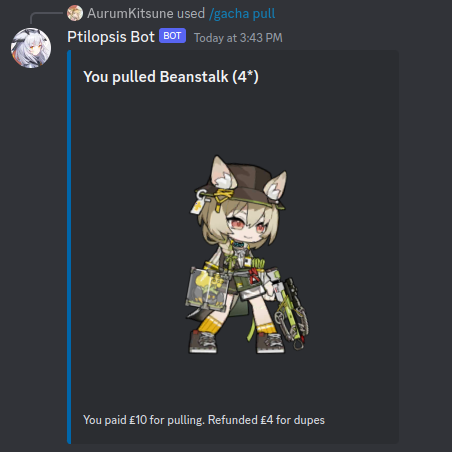 AurumKitsune used /gacha pull
Ptilopsis Bot BOT Today at 3:43 PM
You pulled Beanstalk (4*)
You paid £10 for pulling. Refunded £4 for dupes